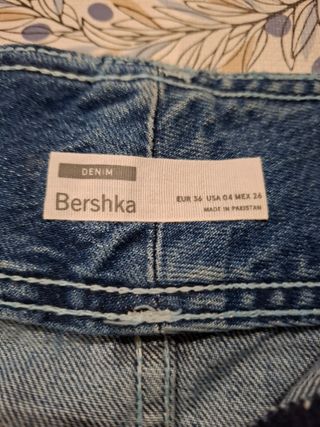 DENIM
Bershka
EUR 36 USA 04 MEX 26
MADE IN PAKISTAN